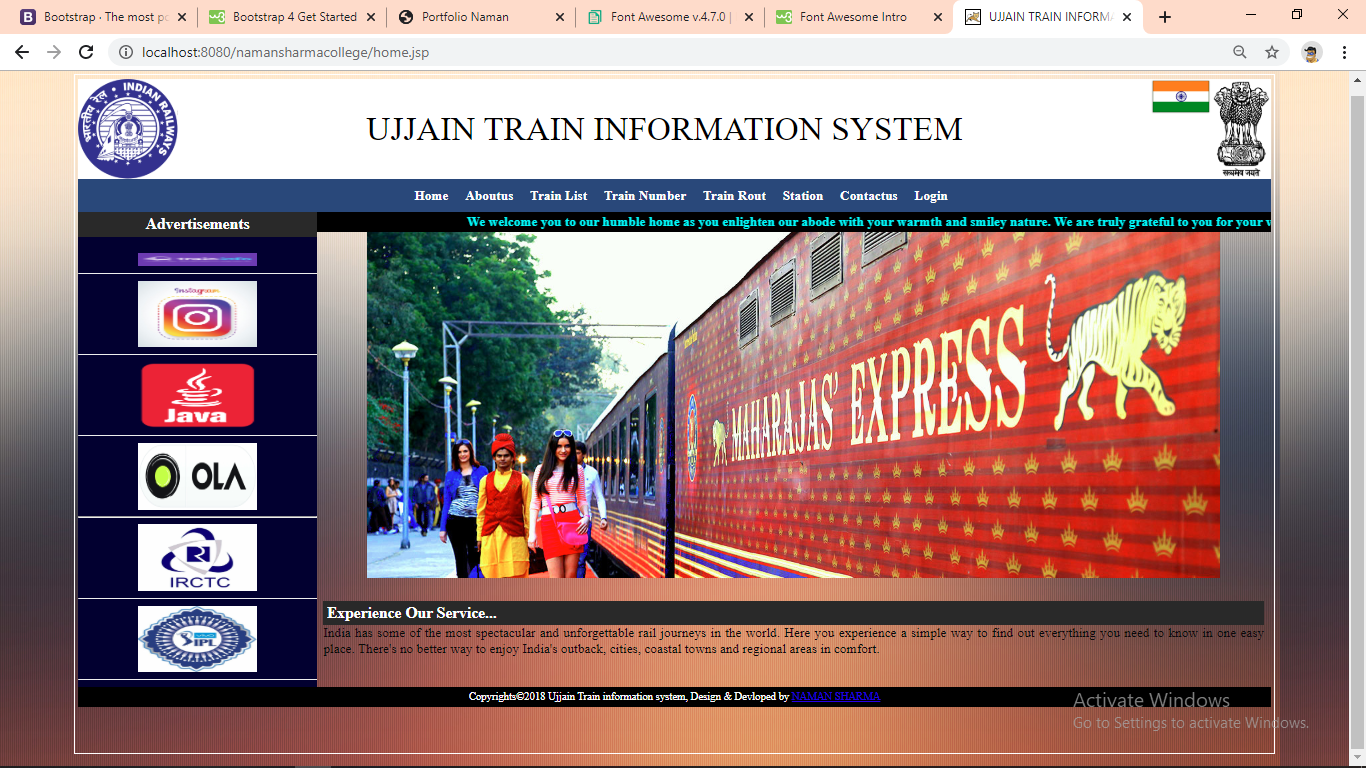 Bootstrap · The most po
Bootstrap 4 Get Started
Portfolio Naman
Font Awesome v.4.7.0 |
Font Awesome Intro
UJJAIN TRAIN INFORMA
localhost:8080/namansharmacollege/home.jsp
भारतीय रेल • INDIAN RAILWAYS
UJJAIN TRAIN INFORMATION SYSTEM
सत्यमेव जयते
Home Aboutus Train List Train Number Train Rout Station Contactus Login
Advertisements
We welcome you to our humble home as you enlighten our abode with your warmth and smiley nature. We are truly grateful to you for your v
Instagram
Java
OLA
IRCTC
IPL
MAHARAJAS' EXPRESS
Experience Our Service...
India has some of the most spectacular and unforgettable rail journeys in the world. Here you experience a simple way to find out everything you need to know in one easy
place. There's no better way to enjoy India's outback, cities, coastal towns and regional areas in comfort.
Copyrights©2018 Ujjain Train information system, Design & Devloped by NAMAN SHARMA
Activate Windows
Go to Settings to activate Windows.